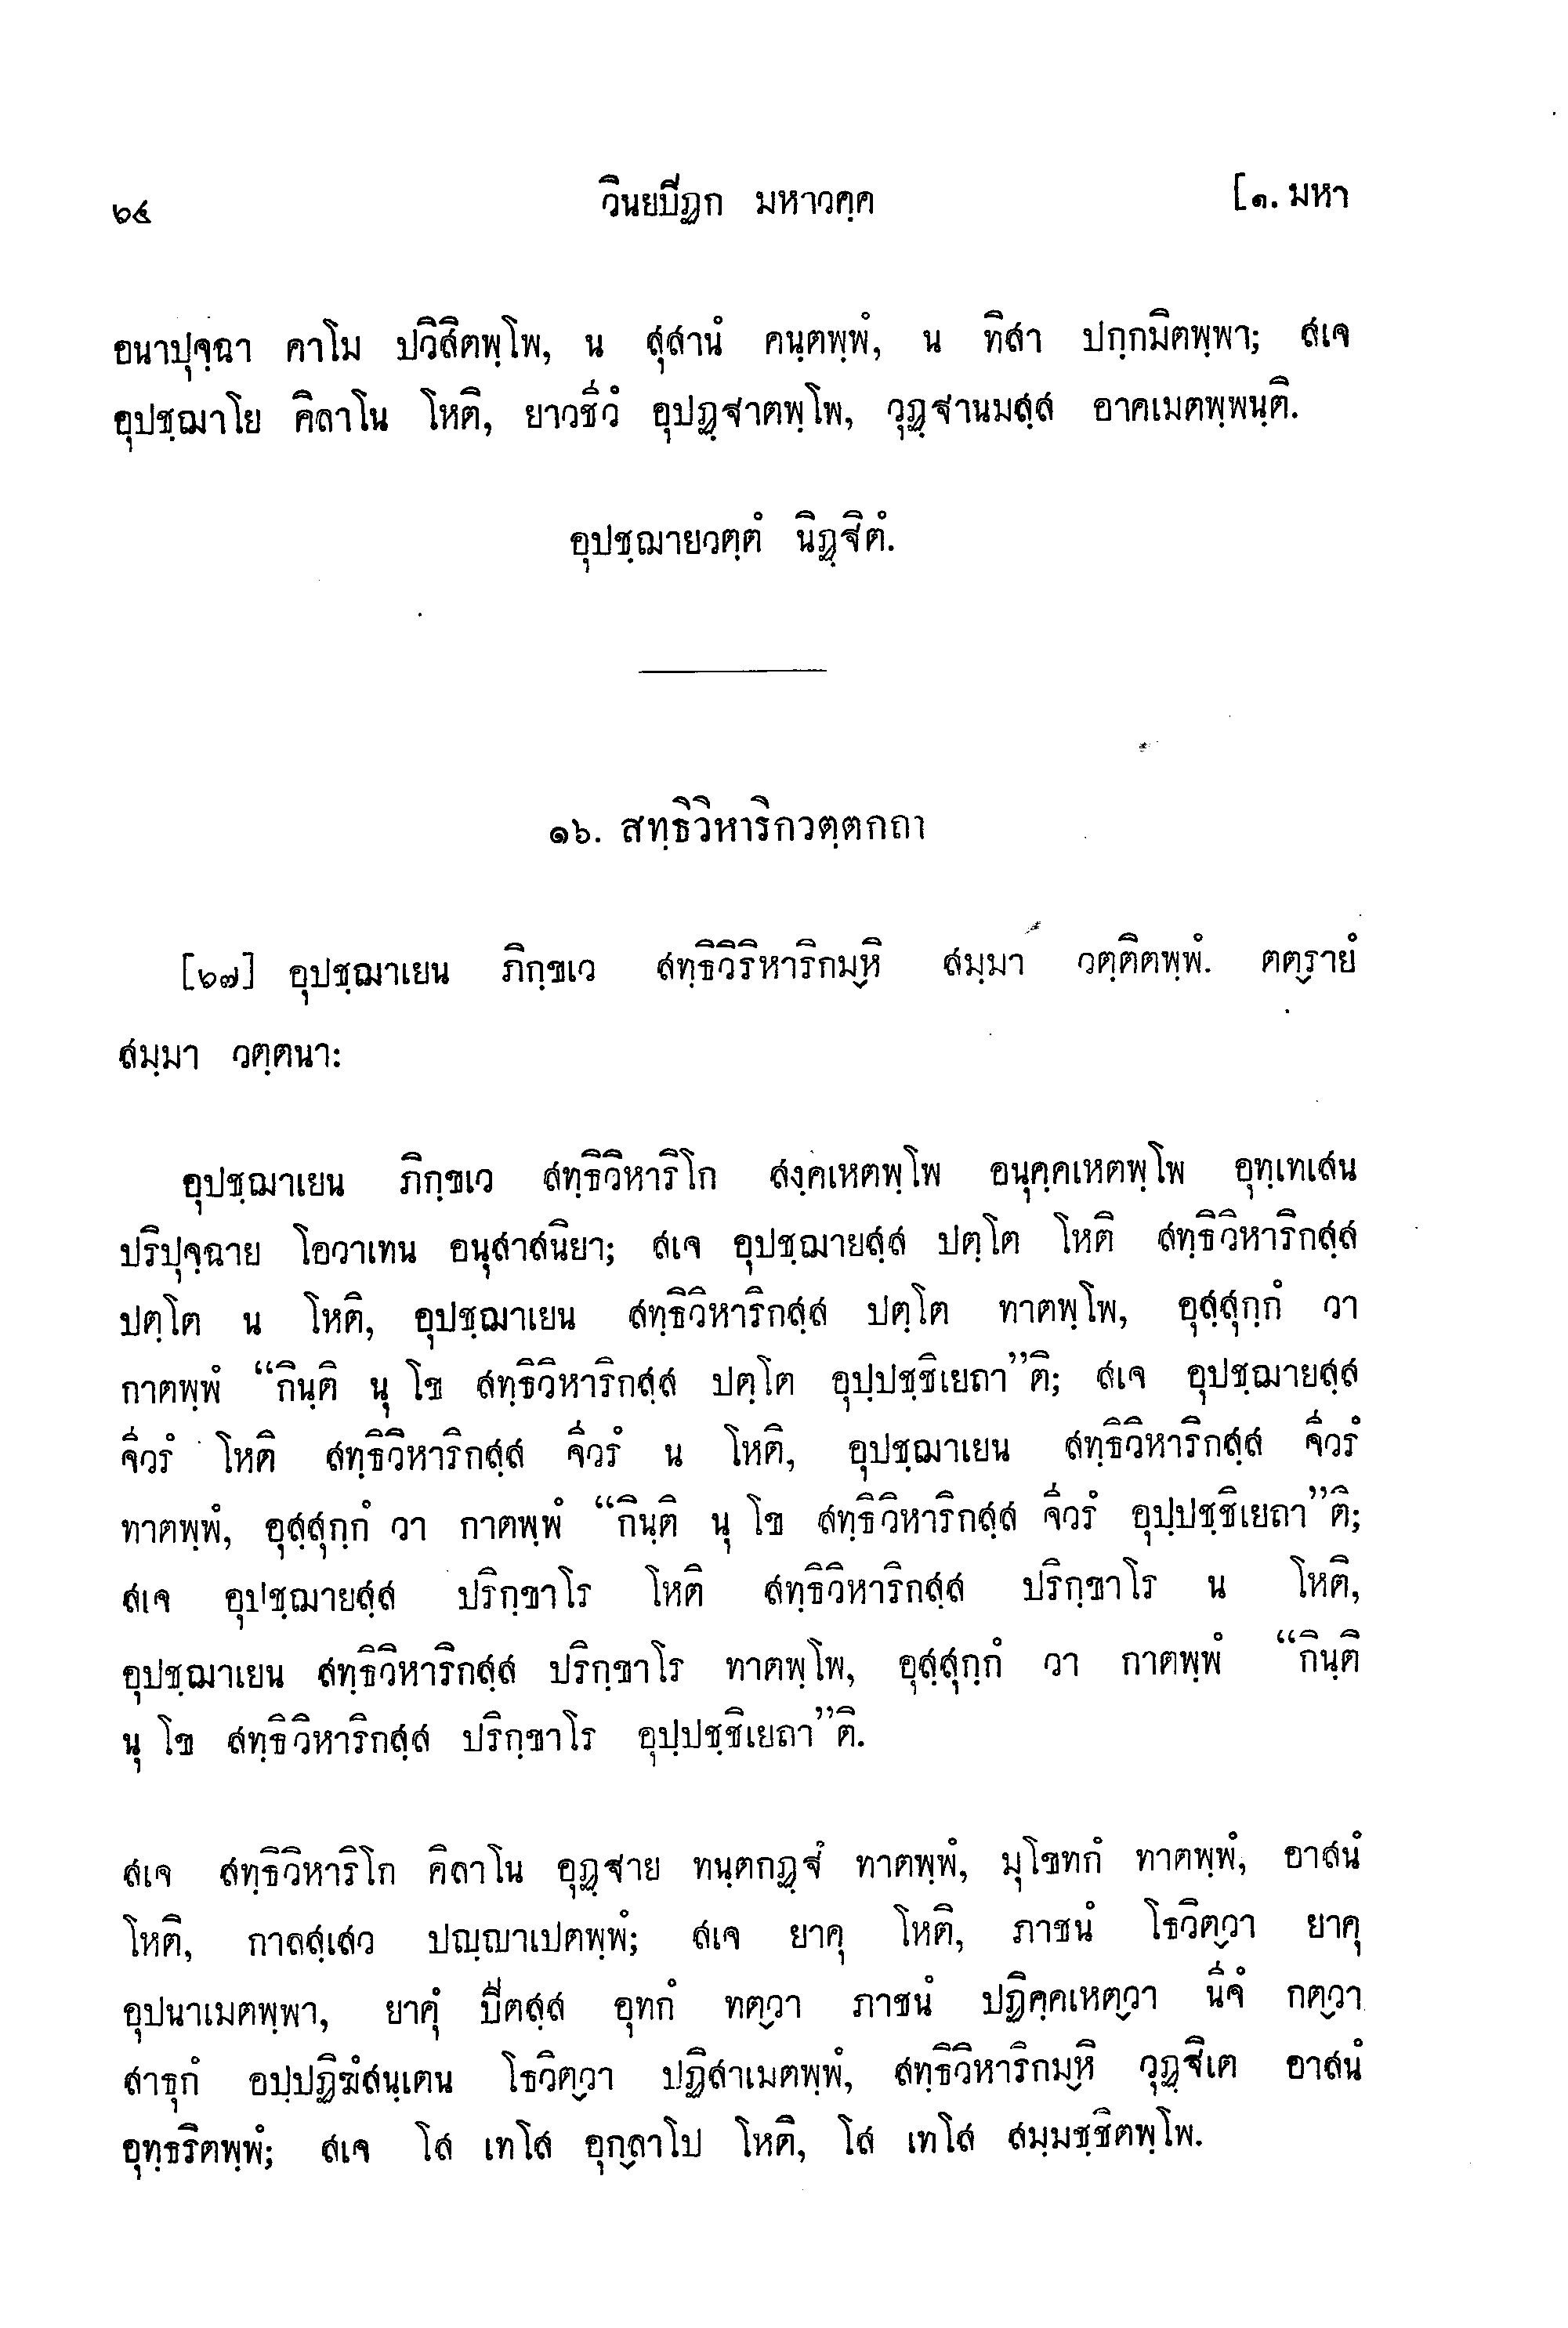 ๖๔ วินยปีฏก มหาวคฺค [๑. มหา
อนาปุจฺฉา คาโม ปวิสิตพฺโพ, น สุสานํ คนฺตพฺพํ, น ทิสา ปกฺกมิตพฺพา; สเจ
อุปชฺฌาโย คิลาโน โหติ, ยาวชีวํ อุปฏฺฐาตพฺโพ, วุฏฺฐานมสฺส อาคเมตพฺพนฺติ.
อุปชฺฌายวตฺตํ นิฏฺฐิตํ.
๑๖. สทฺธิวิหาริกวตฺตกถา
[๖๗] อุปชฺฌาเยน ภิกฺขเว สทฺธิวิริหาริกมฺหิ สมฺมา วตฺติตพฺพํ. ตตฺรายํ
สมฺมา วตฺตนา:
อุปชฺฌาเยน ภิกฺขเว สทฺธิวิหาริโก สงฺคเหตพฺโพ อนุคฺคเหตพฺโพ อุทฺเทเสน
ปริปุจฺฉาย โอวาเทน อนุสาสนิยา; สเจ อุปชฺฌายสฺส ปตฺโต โหติ สทฺธิวิหาริกสฺส
ปตฺโต น โหติ, อุปชฺฌาเยน สทฺธิวิหาริกสฺส ปตฺโต ทาตพฺโพ, อุสฺสุกฺกํ วา
กาตพฺพํ “กินฺติ นุ โข สทฺธิวิหาริกสฺส ปตฺโต อุปฺปชฺชิเยถา”ติ; สเจ อุปชฺฌายสฺส
จีวรํ โหติ สทฺธิวิหาริกสฺส จีวรํ น โหติ, อุปชฺฌาเยน สทฺธิวิหาริกสฺส จีวรํ
ทาตพฺพํ, อุสฺสุกฺกํ วา กาตพฺพํ “กินฺติ นุ โข สทฺธิวิหาริกสฺส จีวรํ อุปฺปชฺชิเยถา”ติ;
สเจ อุปชฺฌายสฺส ปริกฺขาโร โหติ สทฺธิวิหาริกสฺส ปริกฺขาโร น โหติ,
อุปชฺฌาเยน สทฺธิวิหาริกสฺส ปริกฺขาโร ทาตพฺโพ, อุสฺสุกฺกํ วา กาตพฺพํ “กินฺติ
นุ โข สทฺธิวิหาริกสฺส ปริกฺขาโร อุปฺปชฺชิเยถา”ติ.
สเจ สทฺธิวิหาริโก คิลาโน อุฏฺฐาย ทนฺตกฏฺฐํ ทาตพฺพํ, มุโขทกํ ทาตพฺพํ, อาสนํ
โหติ, กาลสฺเสว ปญฺญาเปตพฺพํ; สเจ ยาคุ โหติ, ภาชนํ โธวิตฺวา ยาคุ
อุปนาเมตพฺพา, ยาคุํ ปีตสฺส อุทกํ ทตฺวา ภาชนํ ปฏิคฺคเหตฺวา นีจํ กตฺวา
สาธุกํ อปฺปฏิฆํสนฺเตน โธวิตฺวา ปฏิสาเมตพฺพํ, สทฺธิวิหาริกมฺหิ วุฏฺฐิเต อาสนํ
อุทฺธริตพฺพํ; สเจ โส เทโส อุกฺลาโป โหติ, โส เทโส สมฺมชฺชิตพฺโพ.